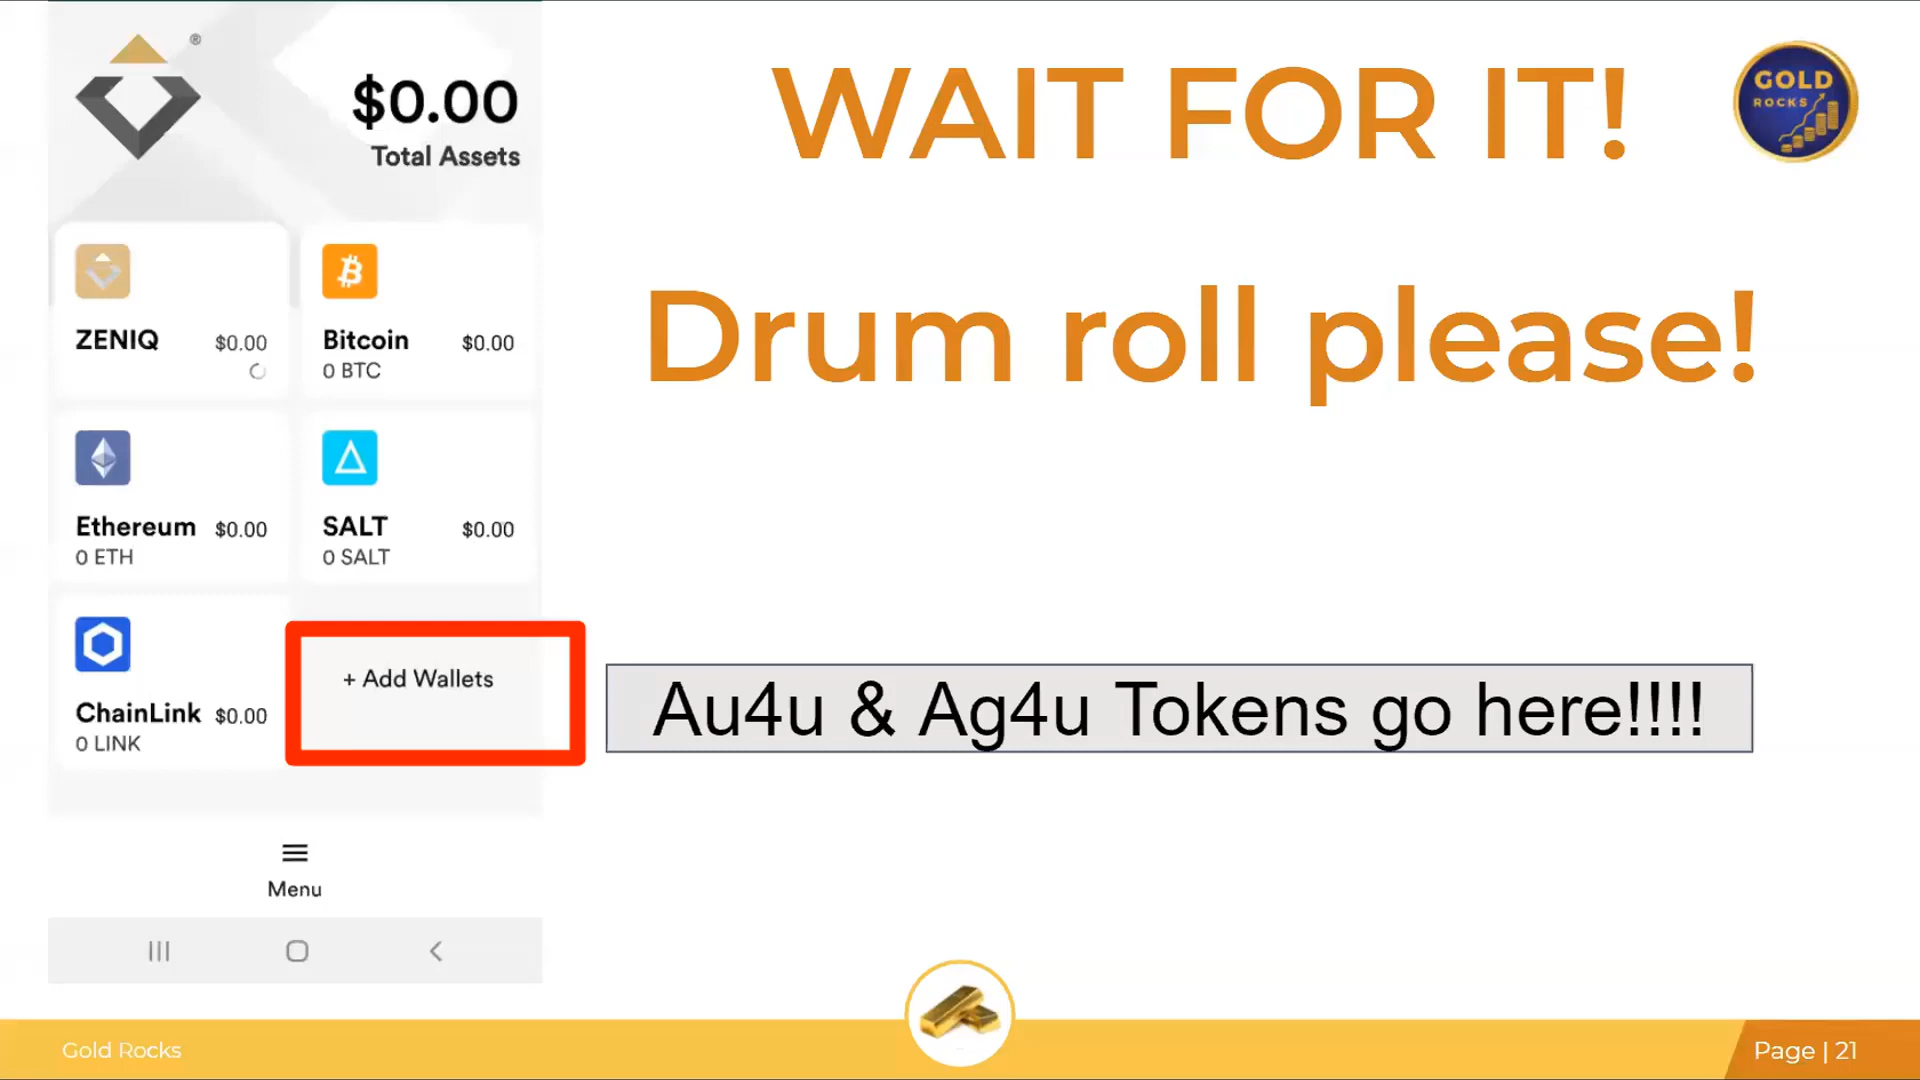 ®
$0.00
Total Assets
ZENIQ $0.00
Bitcoin $0.00
0 BTC
Ethereum $0.00
0 ETH
SALT $0.00
0 SALT
ChainLink $0.00
0 LINK
+ Add Wallets
Menu
WAIT FOR IT!
GOLD
ROCKS
Drum roll please!
Au4u & Ag4u Tokens go here!!!!
Gold Rocks
Page | 21